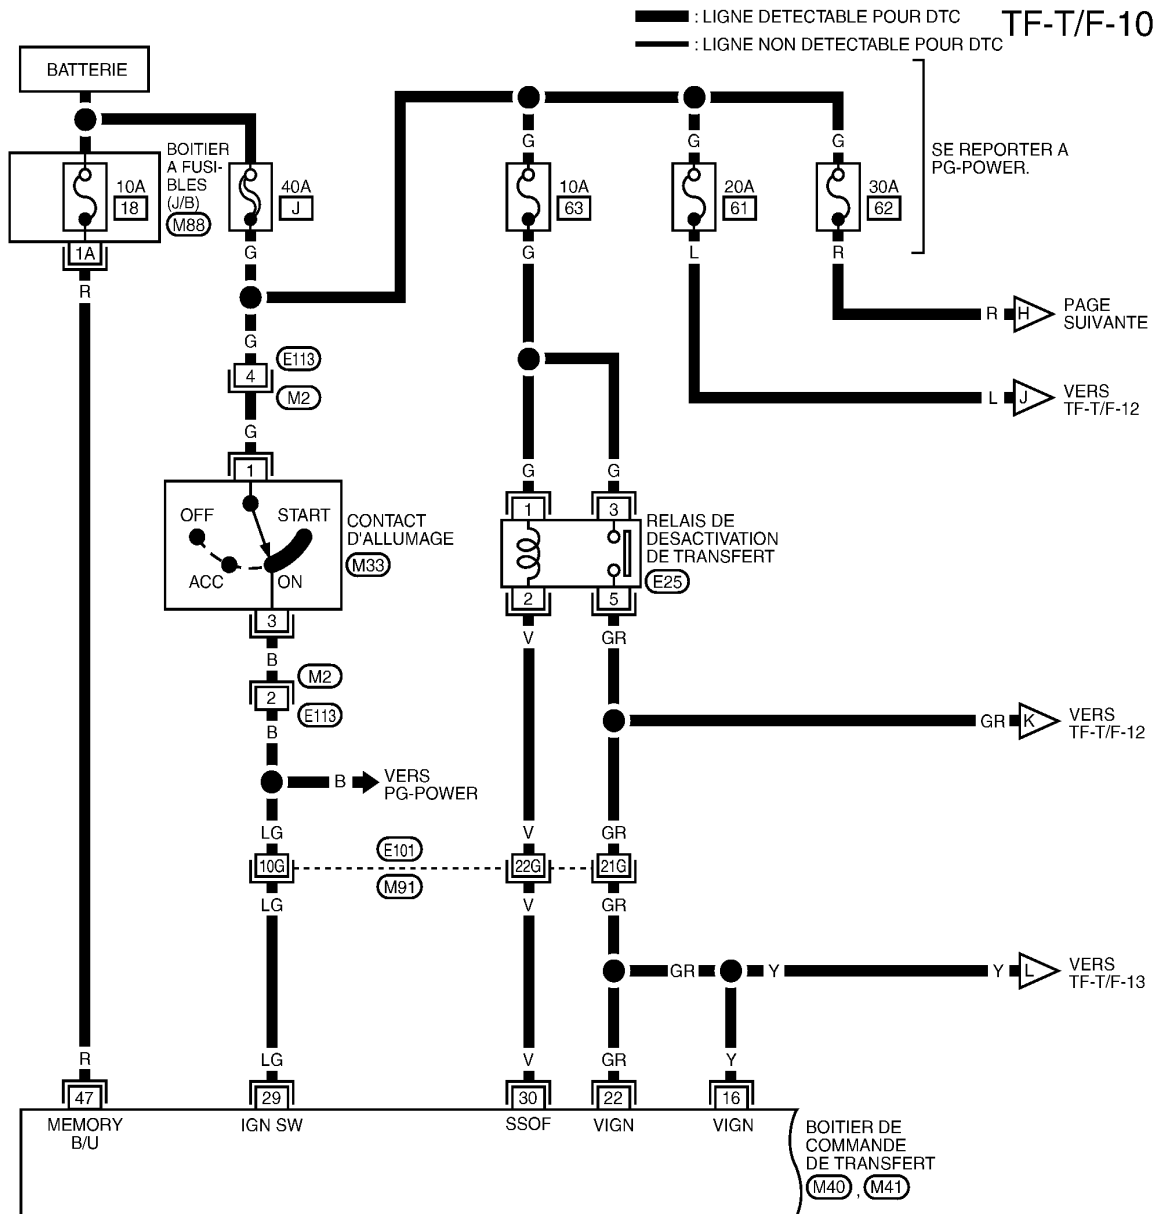 : LIGNE DETECTABLE POUR DTC
TF-T/F-10
: LIGNE NON DETECTABLE POUR DTC
BATTERIE
BOITIER
A FUSI-
BLES
(J/B)
M88
10A
18
1A
40A
J
G
G
G
G
10A
63
20A
61
30A
62
SE REPORTER A
PG-POWER.
G
G
L
R
R
R
H
PAGE
SUIVANTE
G
E113
4
M2
L
J
VERS
TF-T/F-12
G
G
G
1
1
3
OFF
START
ACC
ON
CONTACT
D'ALLUMAGE
M33
RELAIS DE
DESACTIVATION
DE TRANSFERT
E25
3
2
5
B
V
GR
M2
2
E113
B
GR
K
VERS
TF-T/F-12
B
VERS
PG-POWER
LG
V
GR
E101
10G
22G
21G
M91
LG
V
GR
GR
Y
Y
L
VERS
TF-T/F-13
R
LG
V
GR
Y
47
29
30
22
16
MEMORY
B/U
IGN SW
SSOF
VIGN
VIGN
BOITIER DE
COMMANDE
DE TRANSFERT
M40 , M41